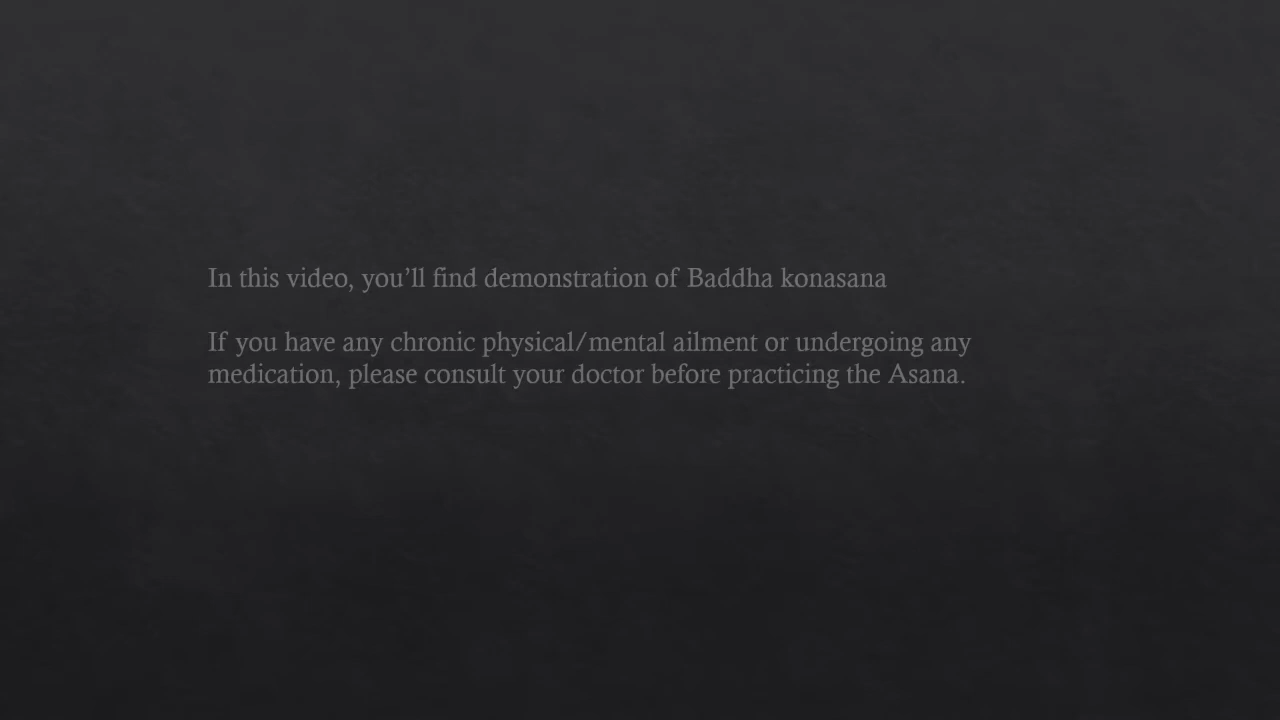 In this video, you’ll find demonstration of Baddha konasana
If you have any chronic physical/mental ailment or undergoing any
medication, please consult your doctor before practicing the Asana.